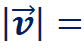 |v⃗| =